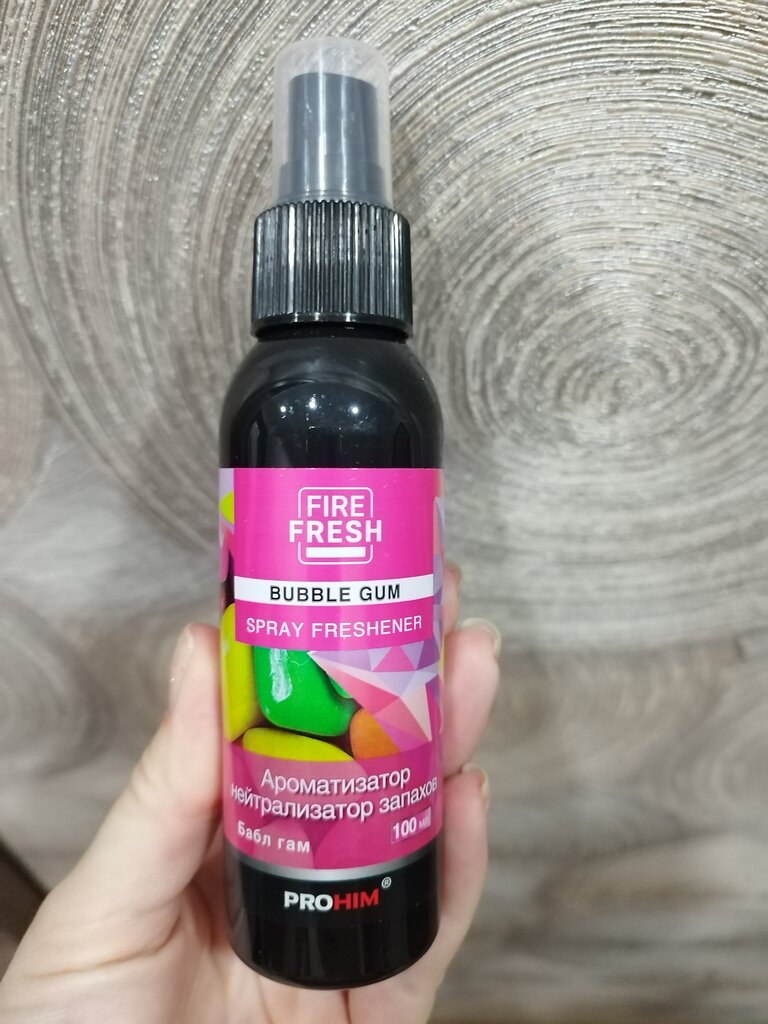 FIRE
FRESH
BUBBLE GUM
SPRAY FRESHENER
Ароматизатор
нейтрализатор запахов
Бабл гам
100 мл
PROHIM®